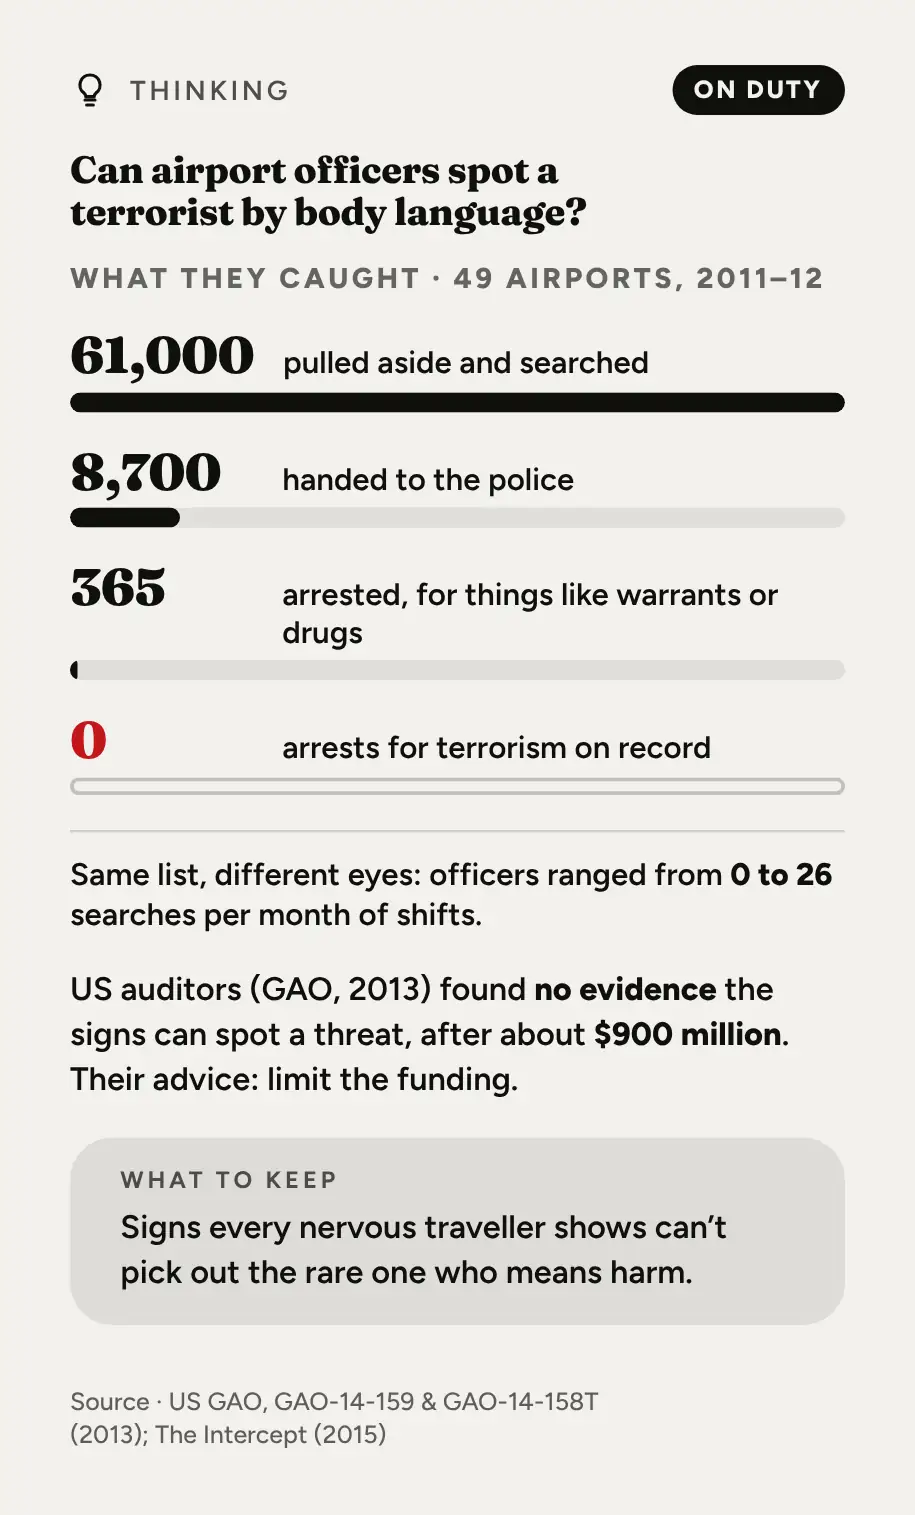 THINKING
ON DUTY
Can airport officers spot a
terrorist by body language?
WHAT THEY CAUGHT · 49 AIRPORTS, 2011–12
61,000 pulled aside and searched
8,700 handed to the police
365 arrested, for things like warrants or
drugs
0 arrests for terrorism on record
Same list, different eyes: officers ranged from 0 to 26
searches per month of shifts.
US auditors (GAO, 2013) found no evidence the
signs can spot a threat, after about $900 million.
Their advice: limit the funding.
WHAT TO KEEP
Signs every nervous traveller shows can’t
pick out the rare one who means harm.
Source · US GAO, GAO-14-159 & GAO-14-158T
(2013); The Intercept (2015)